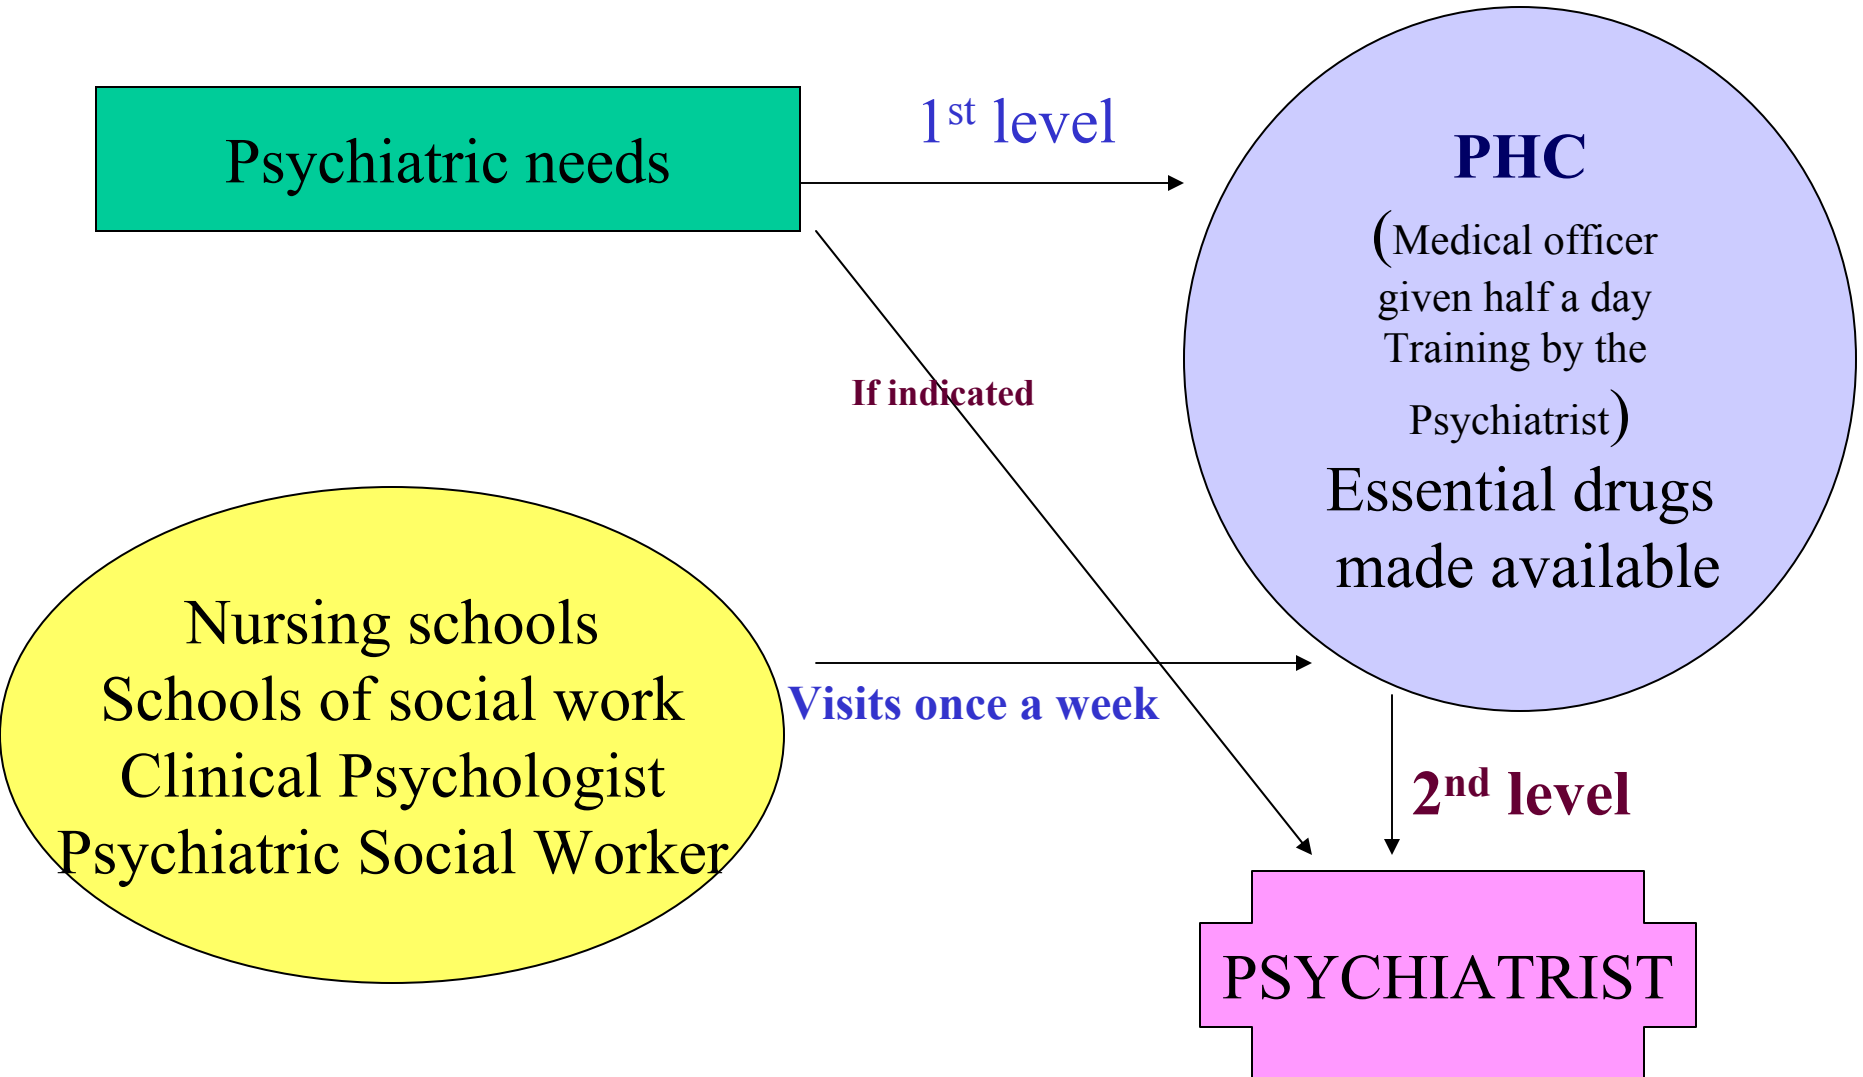 Psychiatric needs
1st level
PHC
(Medical officer
given half a day
Training by the
Psychiatrist)
Essential drugs
made available
If indicated
Nursing schools
Schools of social work
Clinical Psychologist
Psychiatric Social Worker
Visits once a week
2nd level
PSYCHIATRIST